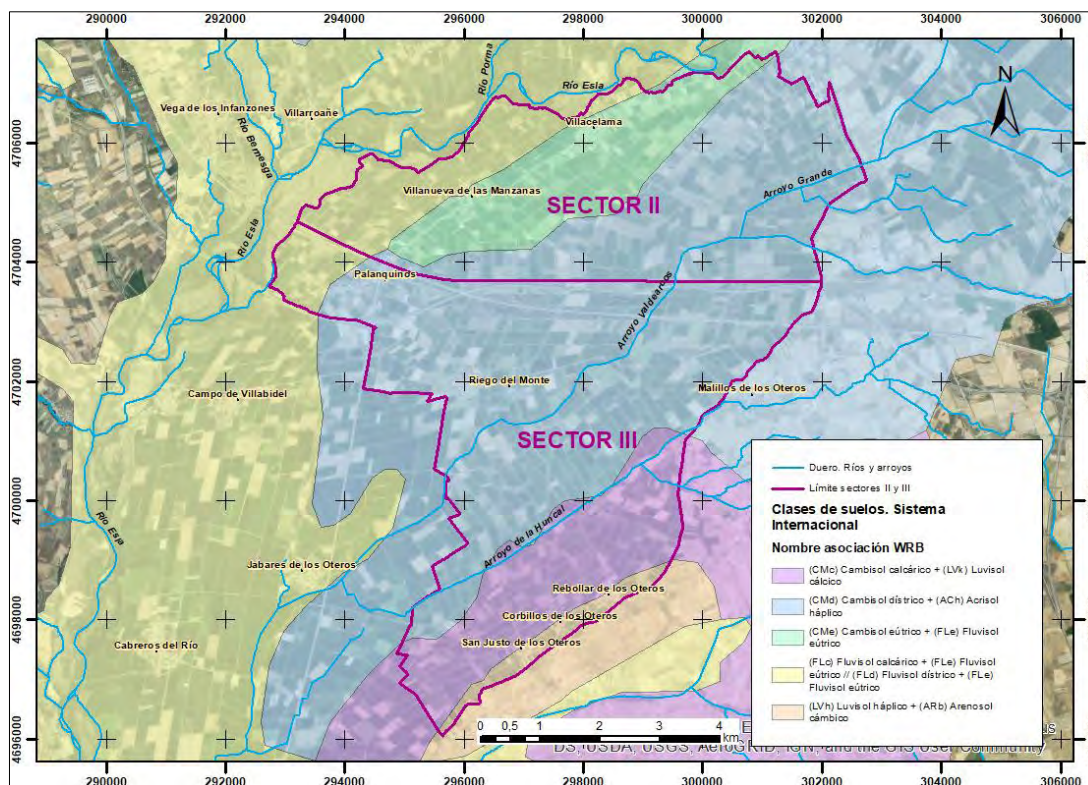 290000 292000 294000 296000 298000 300000 302000 304000 306000
N
Río Porma
Río Esla
Vega de los Infanzones
Villarroañe
Villacelama
4706000
4706000
Río Bernesga
Arroyo Grande
Villanueva de las Manzanas
SECTOR II
Río Esla
4704000
4704000
Palanquinos
Arroyo Valdearcos
4702000
4702000
Riego del Monte
Malillos de los Oteros
Campo de Villabidel
SECTOR III
4700000
4700000
Río Esla
Arroyo de la Huncal
Jabares de los Oteros
Rebollar de los Oteros
4698000
4698000
Corbillos de los Oteros
San Justo de los Oteros
Cabreros del Río
4696000
4696000
Duero. Ríos y arroyos
Límite sectores II y III
Clases de suelos. Sistema
Internacional
Nombre asociación WRB
(CMc) Cambisol calcárico + (LVk) Luvisol
cálcico
(CMd) Cambisol dístrico + (ACh) Acrisol
háplico
(CMe) Cambisol eútrico + (FLe) Fluvisol
eútrico
(FLc) Fluvisol calcárico + (FLe) Fluvisol
eútrico // (FLd) Fluvisol dístrico + (FLe)
Fluvisol eútrico
(LVh) Luvisol háplico + (ARb) Arenosol
cámbico
0 0,5 1 2 3 4
km
DS, USDA, USGS, AeroGRID, IGN, and the GIS User Community
290000 292000 294000 296000 298000 300000 302000 304000 306000